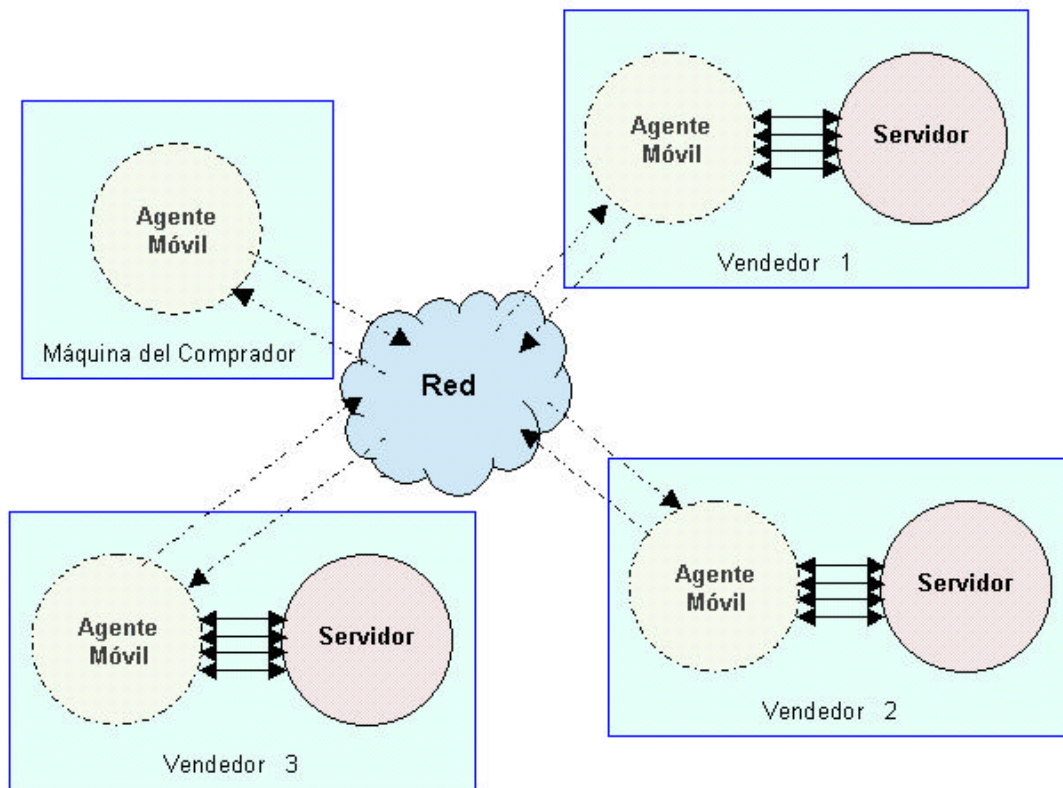 Agente
Móvil
Servidor
Vendedor 1
Agente
Móvil
Máquina del Comprador
Red
Agente
Móvil
Servidor
Vendedor 2
Agente
Móvil
Servidor
Vendedor 3